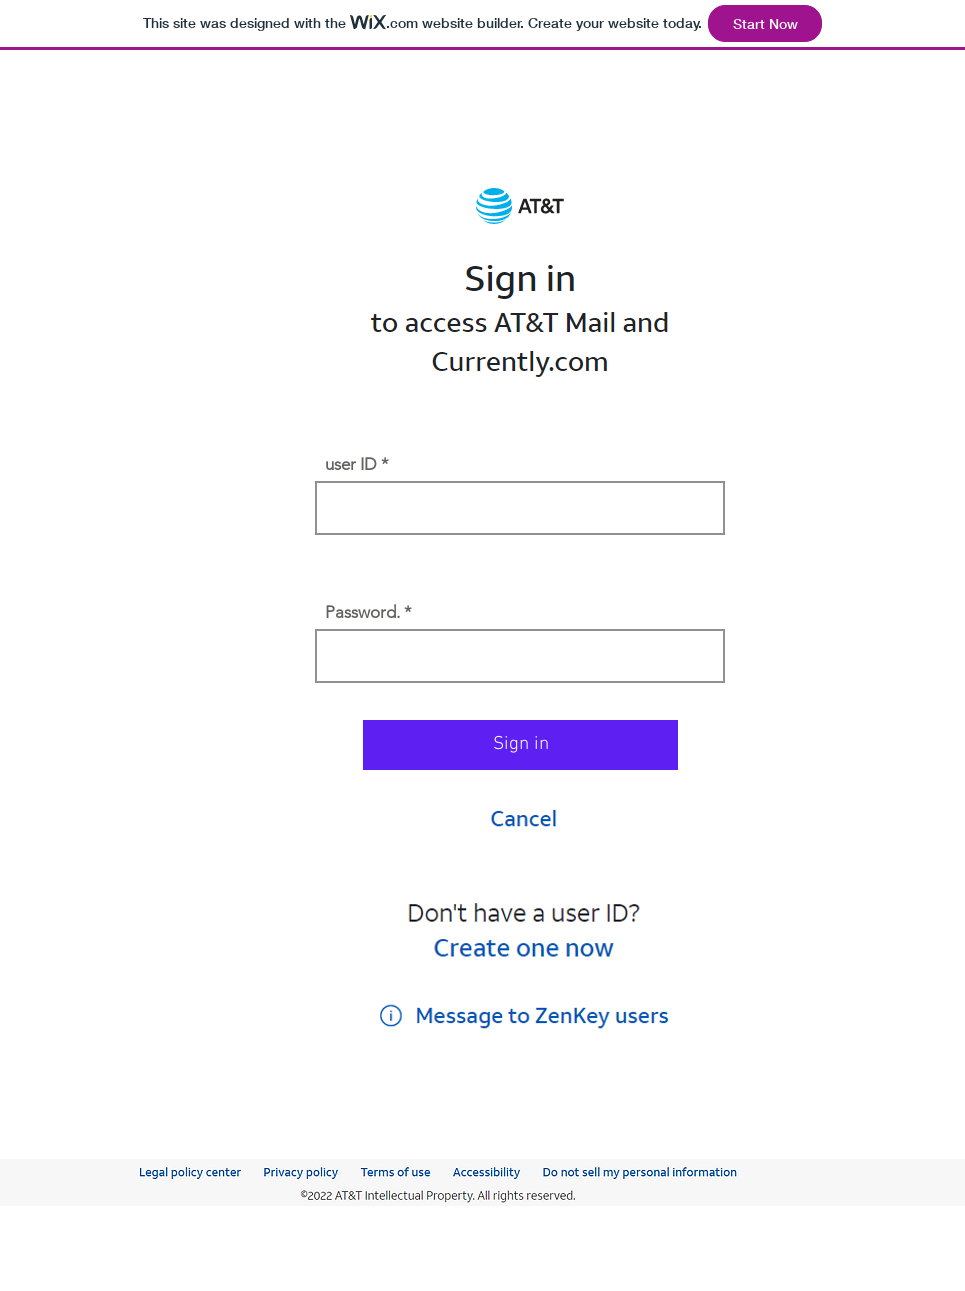 This site was designed with the WiX.com website builder. Create your website today. Start Now
AT&T
Sign in
to access AT&T Mail and
Currently.com
user ID *
Password. *
Sign in
Cancel
Don't have a user ID?
Create one now
Message to ZenKey users
Legal policy center Privacy policy Terms of use Accessibility Do not sell my personal information
©2022 AT&T Intellectual Property. All rights reserved.